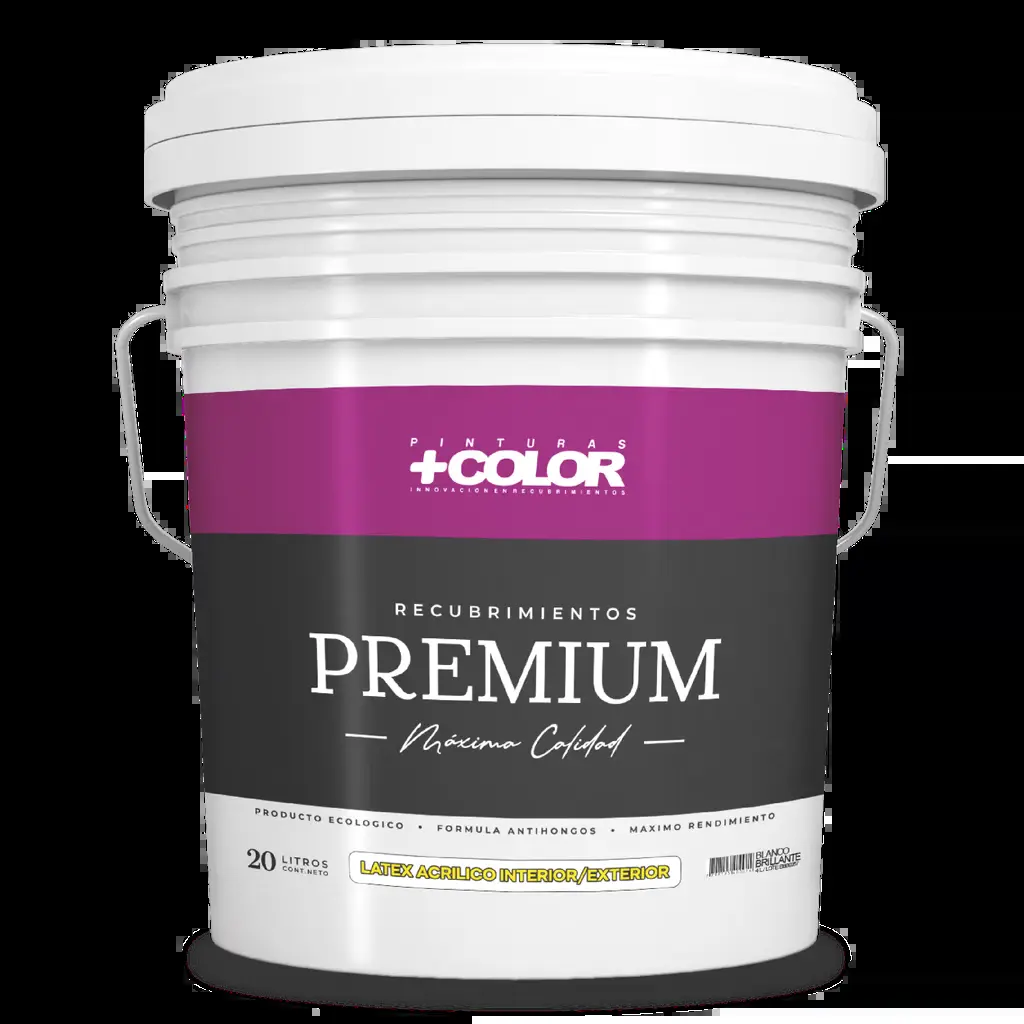 PINTURAS
+COLOR
INNOVACION EN RECUBRIMIENTOS
RECUBRIMIENTOS
PREMIUM
Máxima Calidad
PRODUCTO ECOLOGICO • FORMULA ANTIHONGOS • MAXIMO RENDIMIENTO
20 LITROS
CONT. NETO
LATEX ACRILICO INTERIOR/EXTERIOR
BLANCO
BRILLANTE